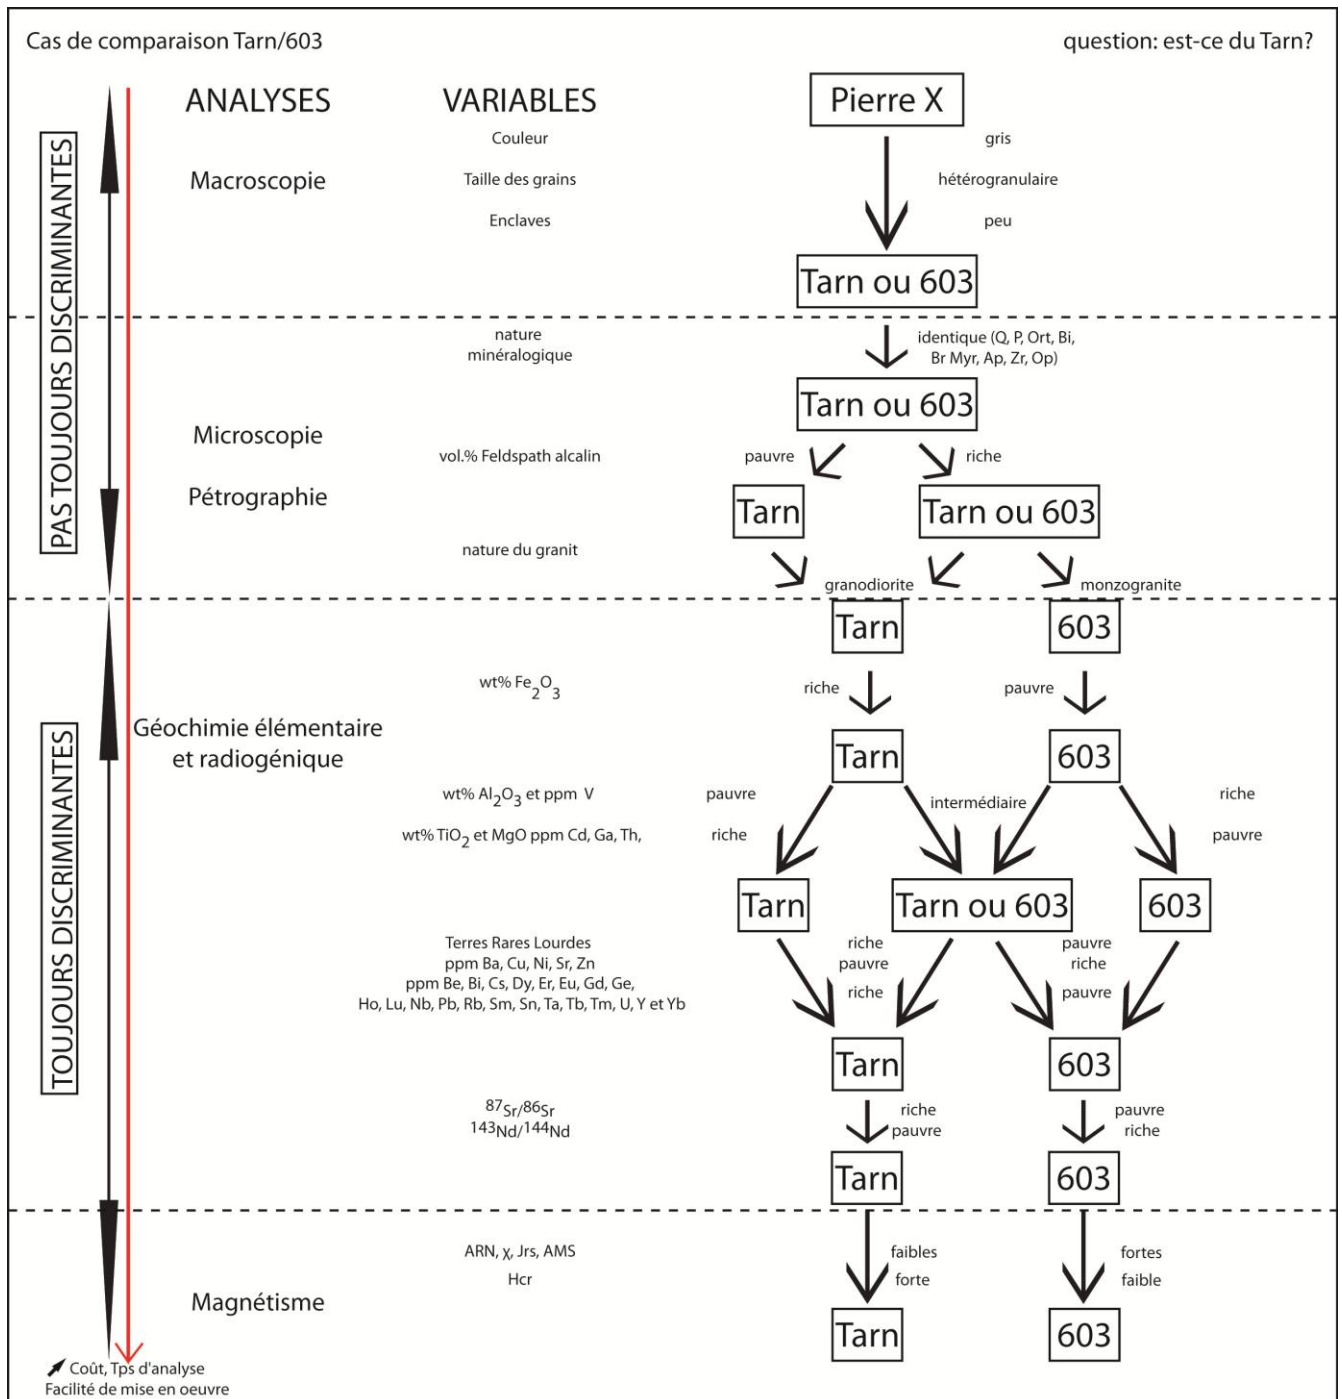 Cas de comparaison Tarn/603
question: est-ce du Tarn?
ANALYSES
VARIABLES
Pierre X
PAS TOUJOURS DISCRIMINANTES
Macroscopie
Couleur
gris
Taille des grains
hétérogranulaire
Enclaves
peu
Tarn ou 603
nature
minéralogique
identique (Q, P, Ort, Bi,
Br Myr, Ap, Zr, Op)
Tarn ou 603
Microscopie
Pétrographie
vol.% Feldspath alcalin
pauvre
riche
Tarn
Tarn ou 603
nature du granit
granodiorite
monzogranite
Tarn
603
TOUJOURS DISCRIMINANTES
Géochimie élémentaire
et radiogénique
wt% Fe2O3
riche
pauvre
Tarn
603
wt% Al2O3 et ppm V
pauvre
intermédiaire
riche
wt% TiO2 et MgO ppm Cd, Ga, Th,
riche
pauvre
Tarn
Tarn ou 603
603
Terres Rares Lourdes
riche
pauvre
ppm Ba, Cu, Ni, Sr, Zn
pauvre
riche
ppm Be, Bi, Cs, Dy, Er, Eu, Gd, Ge,
Ho, Lu, Nb, Pb, Rb, Sm, Sn, Ta, Tb, Tm, U, Y et Yb
riche
pauvre
Tarn
603
87Sr/86Sr
riche
pauvre
143Nd/144Nd
pauvre
riche
Tarn
603
Magnétisme
ARN, χ, Jrs, AMS
faibles
fortes
Hcr
forte
faible
Tarn
603
Coût, Tps d'analyse
Facilité de mise en oeuvre